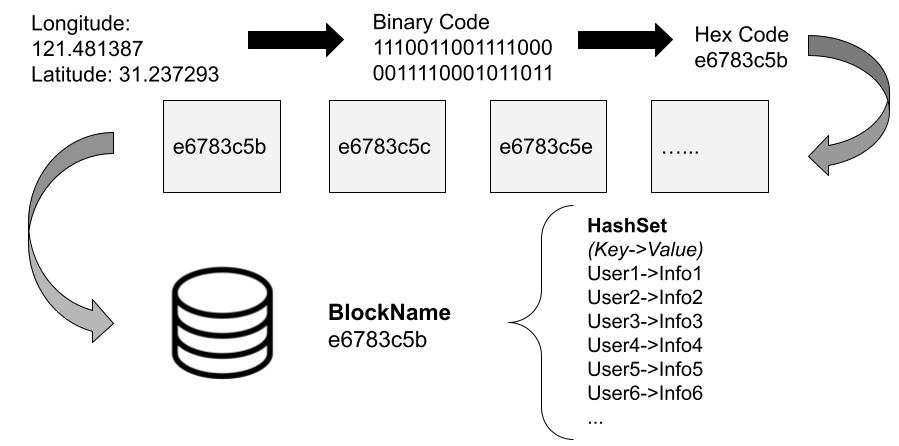 Longitude:
121.481387
Latitude: 31.237293
Binary Code
1110011001111000
0011110001011011
Hex Code
e6783c5b
e6783c5b
e6783c5c
e6783c5e
…...
BlockName
e6783c5b
HashSet
(Key->Value)
User1->Info1
User2->Info2
User3->Info3
User4->Info4
User5->Info5
User6->Info6
...